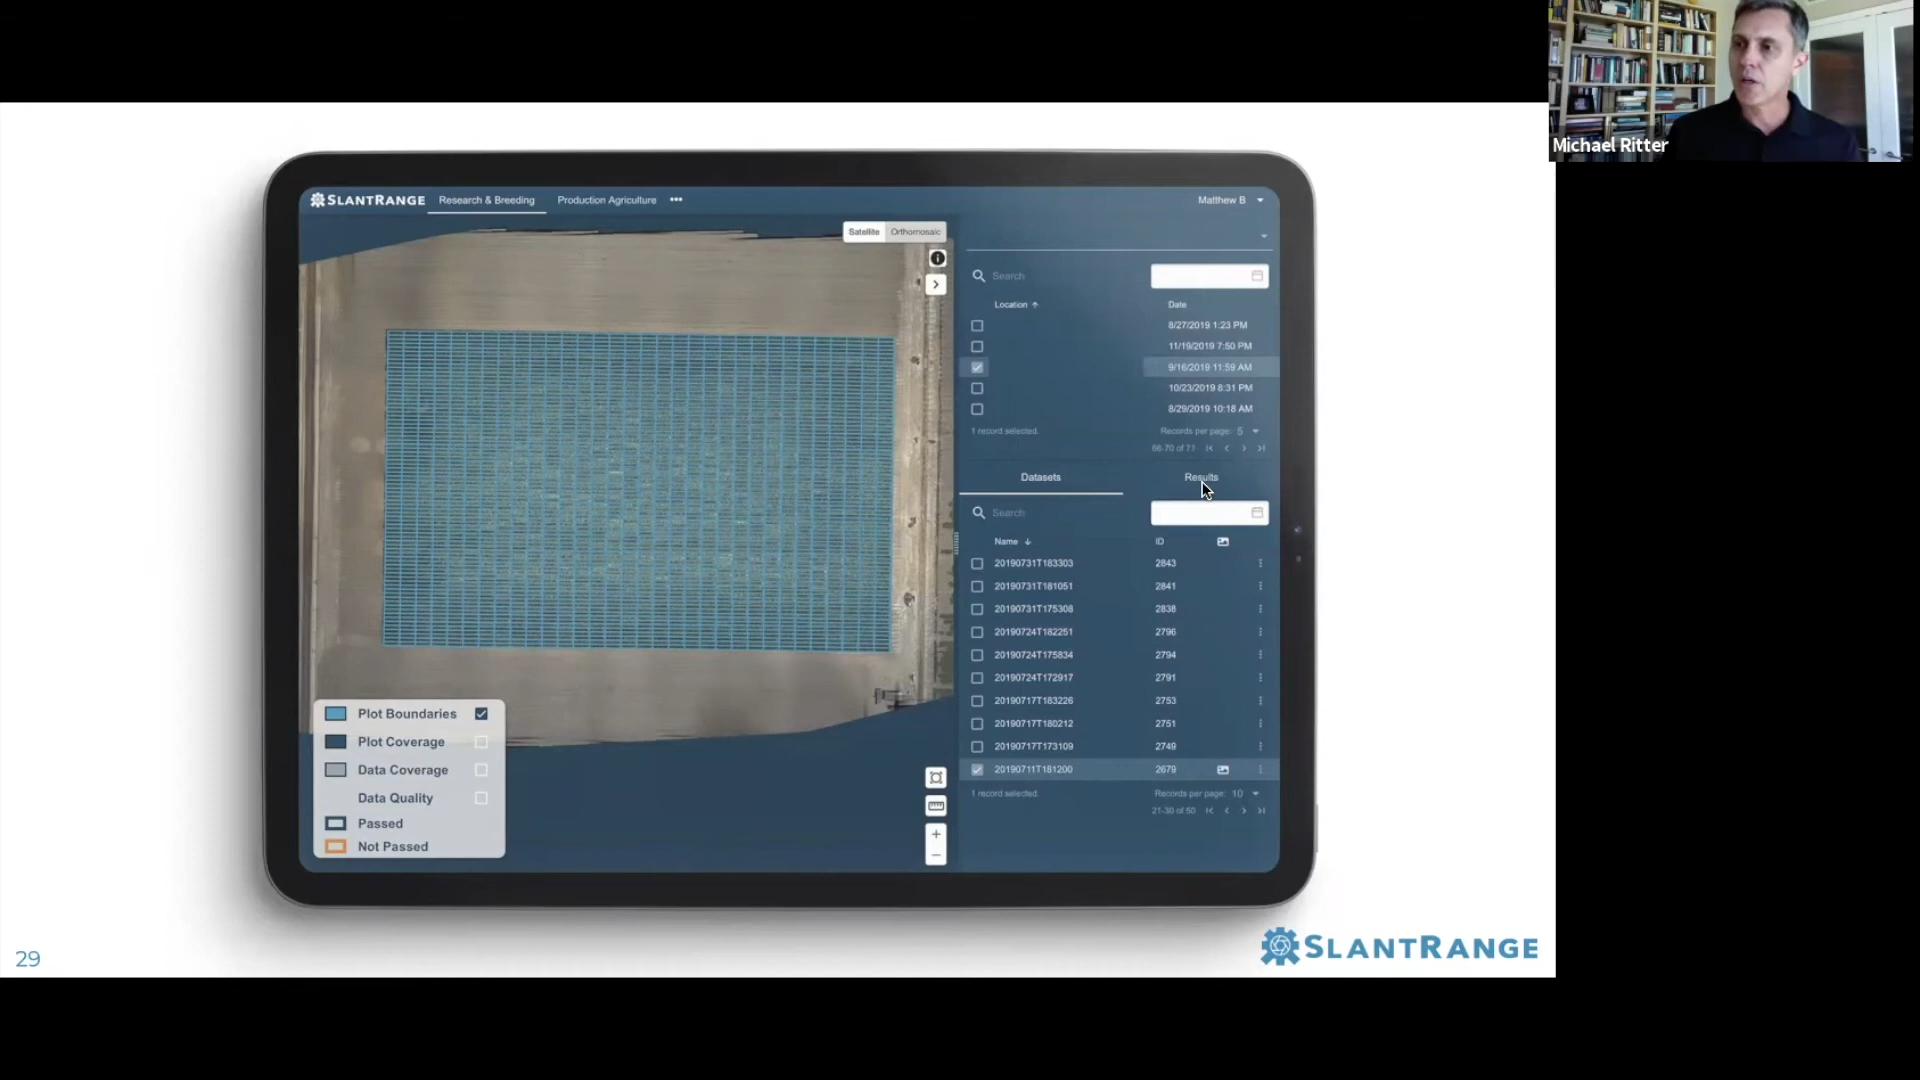 Michael Ritter
SLANTRANGE Research & Breeding Production Agriculture ••• Matthew B
Satellite Orthomosaic
Search
Location ↑ Date
8/27/2019 1:23 PM
11/19/2019 7:50 PM
9/16/2019 11:59 AM
10/23/2019 8:31 PM
8/29/2019 10:18 AM
1 record selected. Records per page: 5
66-70 of 71
Datasets Results
Search
Name ↓ ID
20190731T183303 2843
20190731T181051 2841
20190731T175308 2838
20190724T182251 2796
20190724T175834 2794
20190724T172917 2791
20190717T183226 2753
20190717T180212 2751
20190717T173109 2749
20190711T181200 2679
1 record selected. Records per page: 10
21-30 of 50
Plot Boundaries
Plot Coverage
Data Coverage
Data Quality
Passed
Not Passed
+
−
29
SLANTRANGE